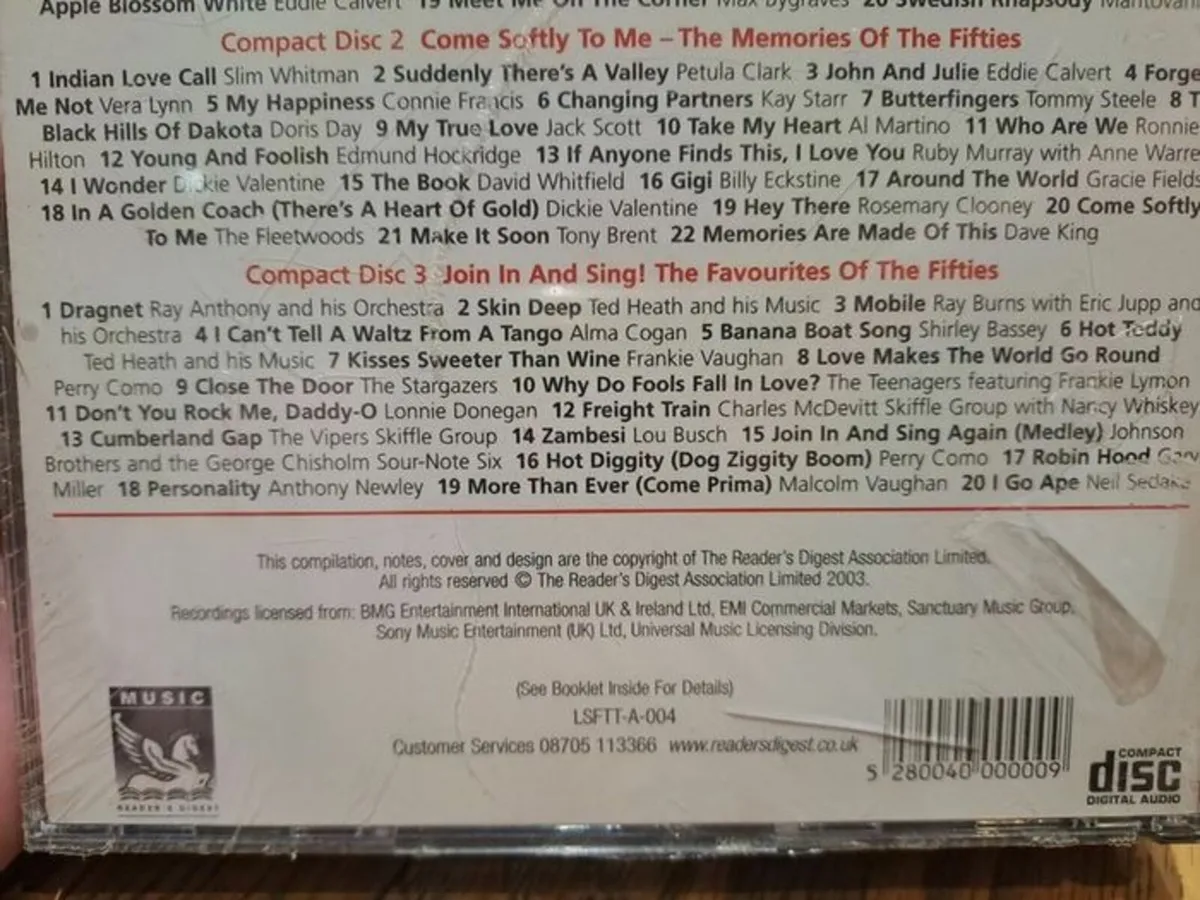 Apple Blossom White Eddie Calvert 19 Meet Me On The Corner Max Bygraves 20 Swedish Rhapsody Mantovani
Compact Disc 2 Come Softly To Me – The Memories Of The Fifties
1 Indian Love Call Slim Whitman 2 Suddenly There's A Valley Petula Clark 3 John And Julie Eddie Calvert 4 Forge
Me Not Vera Lynn 5 My Happiness Connie Francis 6 Changing Partners Kay Starr 7 Butterfingers Tommy Steele 8 T
Black Hills Of Dakota Doris Day 9 My True Love Jack Scott 10 Take My Heart Al Martino 11 Who Are We Ronnie
Hilton 12 Young And Foolish Edmund Hockridge 13 If Anyone Finds This, I Love You Ruby Murray with Anne Warre
14 I Wonder Dickie Valentine 15 The Book David Whitfield 16 Gigi Billy Eckstine 17 Around The World Gracie Fields
18 In A Golden Coach (There's A Heart Of Gold) Dickie Valentine 19 Hey There Rosemary Clooney 20 Come Softly
To Me The Fleetwoods 21 Make It Soon Tony Brent 22 Memories Are Made Of This Dave King
Compact Disc 3 Join In And Sing! The Favourites Of The Fifties
1 Dragnet Ray Anthony and his Orchestra 2 Skin Deep Ted Heath and his Music 3 Mobile Ray Burns with Eric Jupp and
his Orchestra 4 I Can't Tell A Waltz From A Tango Alma Cogan 5 Banana Boat Song Shirley Bassey 6 Hot Teddy
Ted Heath and his Music 7 Kisses Sweeter Than Wine Frankie Vaughan 8 Love Makes The World Go Round
Perry Como 9 Close The Door The Stargazers 10 Why Do Fools Fall In Love? The Teenagers featuring Frankie Lymon
11 Don't You Rock Me, Daddy-O Lonnie Donegan 12 Freight Train Charles McDevitt Skiffle Group with Nancy Whiskey
13 Cumberland Gap The Vipers Skiffle Group 14 Zambesi Lou Busch 15 Join In And Sing Again (Medley) Johnson
Brothers and the George Chisholm Sour-Note Six 16 Hot Diggity (Dog Ziggity Boom) Perry Como 17 Robin Hood Gary
Miller 18 Personality Anthony Newley 19 More Than Ever (Come Prima) Malcolm Vaughan 20 I Go Ape Neil Sedaka
This compilation, notes, cover and design are the copyright of The Reader's Digest Association Limited.
All rights reserved © The Reader's Digest Association Limited 2003.
Recordings licensed from: BMG Entertainment International UK & Ireland Ltd, EMI Commercial Markets, Sanctuary Music Group,
Sony Music Entertainment (UK) Ltd, Universal Music Licensing Division.
(See Booklet Inside For Details)
LSFTT-A-004
Customer Services 08705 113366 www.readersdigest.co.uk
MUSIC
READER'S DIGEST
5 280040 000009
COMPACT
disc
DIGITAL AUDIO